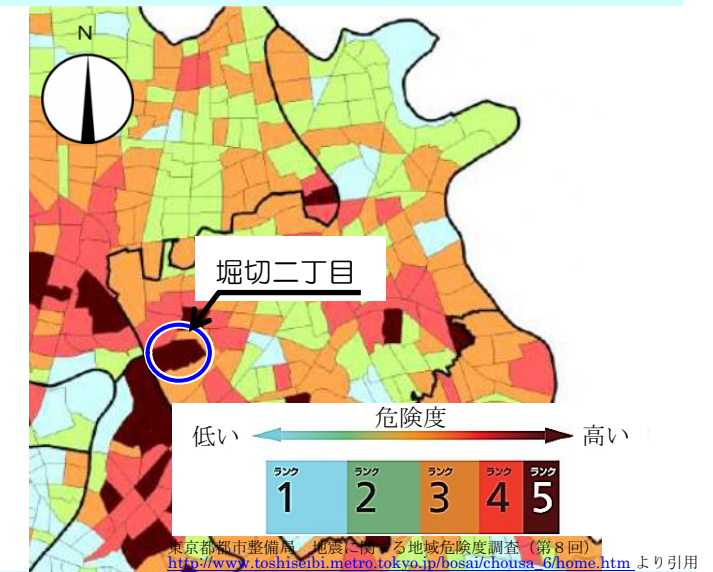 N
堀切二丁目
危険度
低い
高い
ランク ランク ランク ランク ランク
1 2 3 4 5
東京都都市整備局 地震に関する地域危険度調査（第８回）
http://www.toshiseibi.metro.tokyo.jp/bosai/chousa_6/home.htm より引用